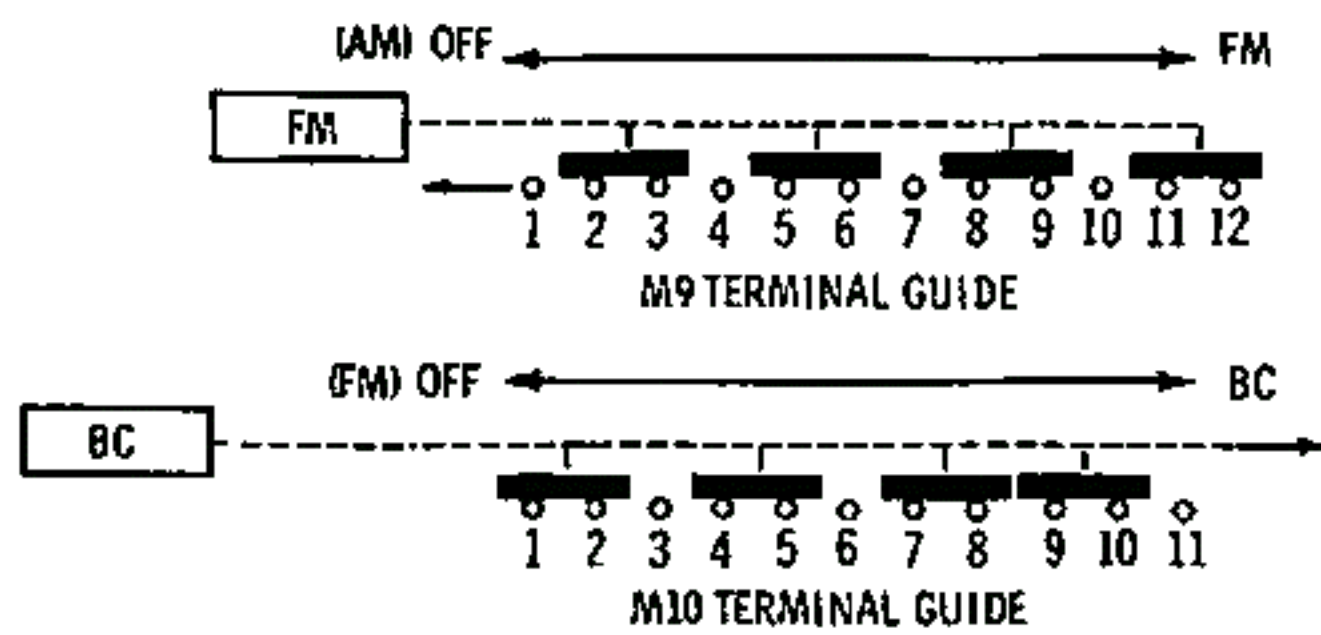 (AM) OFF FM
FM
1 2 3 4 5 6 7 8 9 10 11 12
M9 TERMINAL GUIDE
(FM) OFF BC
BC
1 2 3 4 5 6 7 8 9 10 11
M10 TERMINAL GUIDE